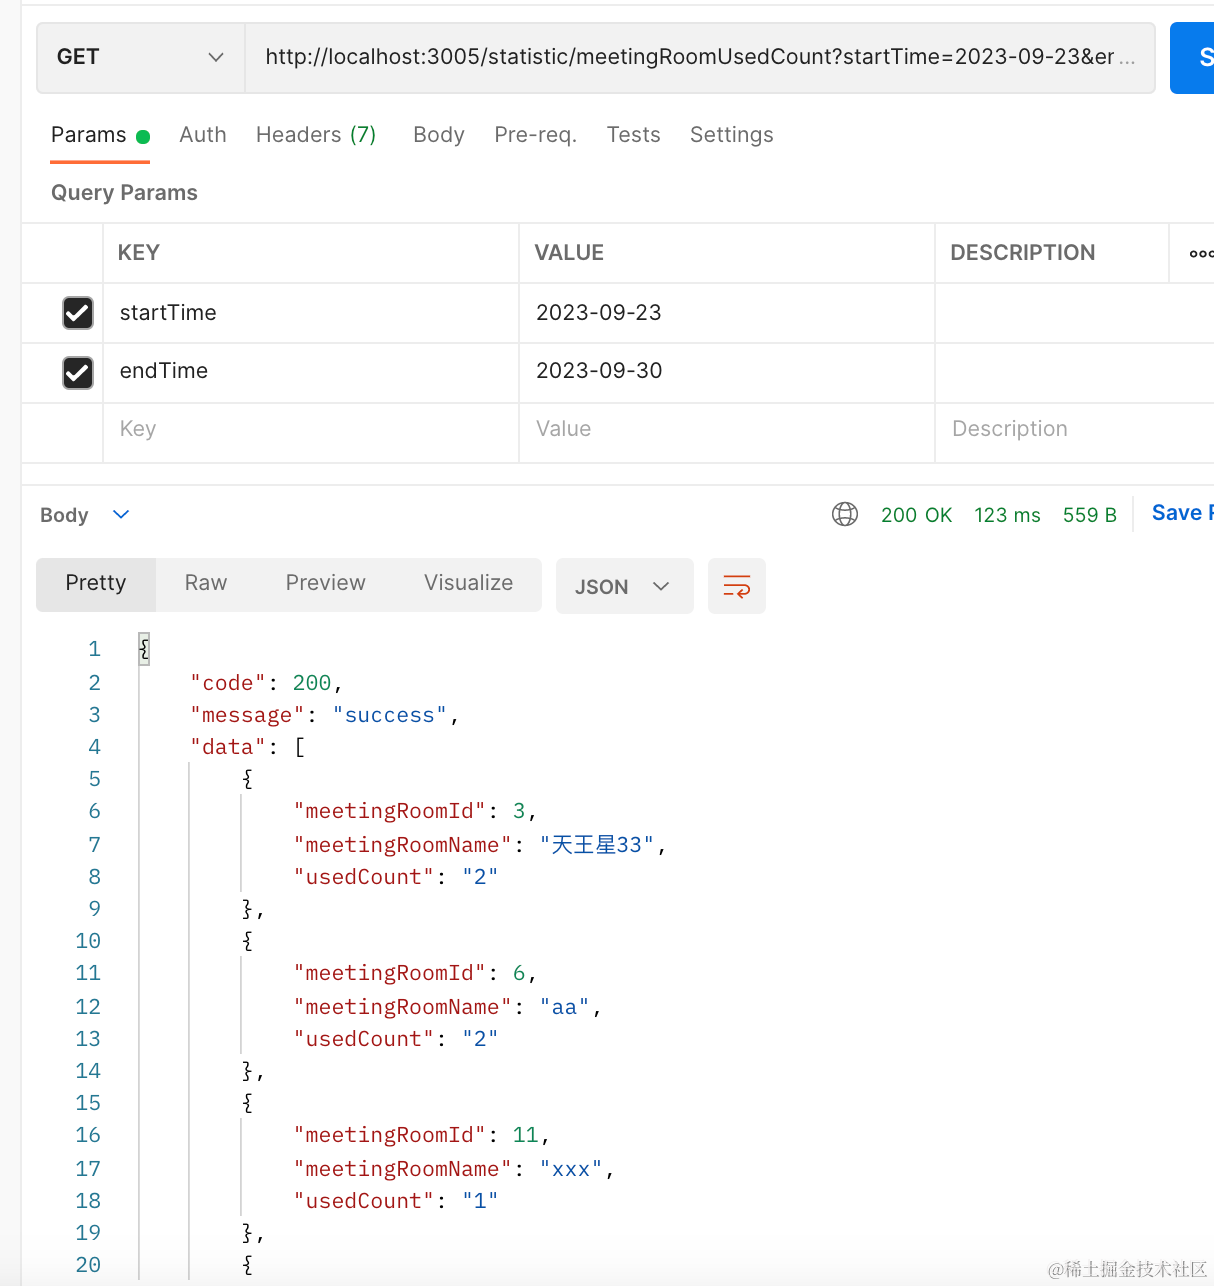 GET http://localhost:3005/statistic/meetingRoomUsedCount?startTime=2023-09-23&er ... S
Params Auth Headers (7) Body Pre-req. Tests Settings
Query Params
KEY VALUE DESCRIPTION ooo
startTime 2023-09-23
endTime 2023-09-30
Key Value Description
Body 200 OK 123 ms 559 B Save R
Pretty Raw Preview Visualize JSON
1 {
2 "code": 200,
3 "message": "success",
4 "data": [
5 {
6 "meetingRoomId": 3,
7 "meetingRoomName": "天王星33",
8 "usedCount": "2"
9 },
10 {
11 "meetingRoomId": 6,
12 "meetingRoomName": "aa",
13 "usedCount": "2"
14 },
15 {
16 "meetingRoomId": 11,
17 "meetingRoomName": "xxx",
18 "usedCount": "1"
19 },
20 {
@稀土掘金技术社区